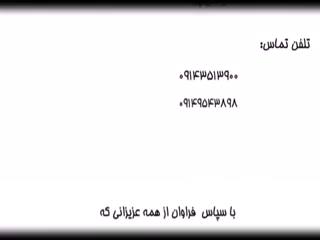 تلفن تماس:
۰۹۱۴۳۵۱۳۹۰۰
۰۹۱۴۹۵۴۳۸۹۸
با سپاس فراوان از همه عزیزانی که